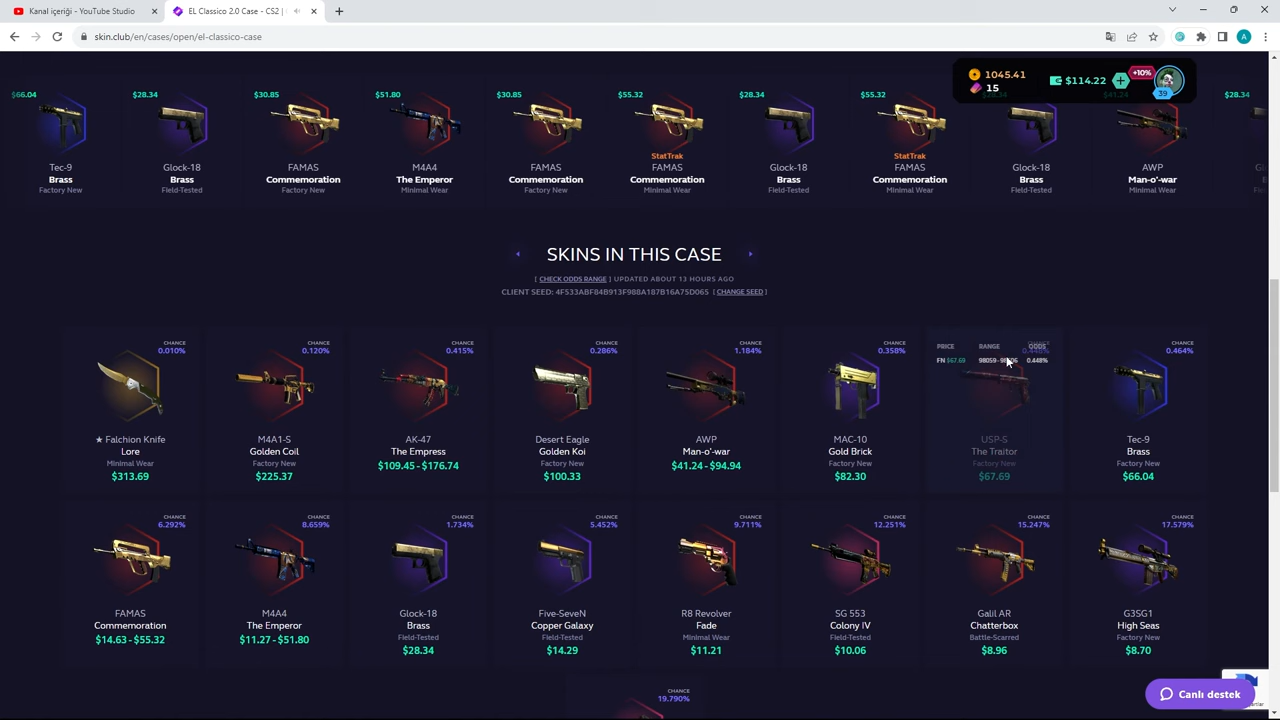 Kanal içeriği - YouTube Studio
EL Classico 2.0 Case - CS2 |
skin.club/en/cases/open/el-classico-case
A
1045.41
15
$114.22
+10%
39
$66.04
Tec-9
Brass
Factory New
$28.34
Glock-18
Brass
Field-Tested
$30.85
FAMAS
Commemoration
Factory New
$51.80
M4A4
The Emperor
Minimal Wear
$30.85
FAMAS
Commemoration
Factory New
$55.32
StatTrak
FAMAS
Commemoration
Minimal Wear
$28.34
Glock-18
Brass
Field-Tested
$55.32
StatTrak
FAMAS
Commemoration
Minimal Wear
Glock-18
Brass
Field-Tested
$41.24
AWP
Man-o'-war
Minimal Wear
$28.34
SKINS IN THIS CASE
[ CHECK ODDS RANGE ] UPDATED ABOUT 13 HOURS AGO
CLIENT SEED: 4F533ABF84B913F988A187B16A75D065 [ CHANGE SEED ]
CHANCE
0.010%
★ Falchion Knife
Lore
Minimal Wear
$313.69
CHANCE
0.120%
M4A1-S
Golden Coil
Factory New
$225.37
CHANCE
0.415%
AK-47
The Empress
$109.45 - $176.74
CHANCE
0.286%
Desert Eagle
Golden Koi
Factory New
$100.33
CHANCE
1.184%
AWP
Man-o'-war
$41.24 - $94.94
CHANCE
0.358%
MAC-10
Gold Brick
Factory New
$82.30
CHANCE
0.448%
PRICE RANGE ODDS
FN $67.69 0.448%
USP-S
The Traitor
Factory New
$67.69
CHANCE
0.464%
Tec-9
Brass
Factory New
$66.04
CHANCE
6.292%
FAMAS
Commemoration
$14.63 - $55.32
CHANCE
8.659%
M4A4
The Emperor
$11.27 - $51.80
CHANCE
1.734%
Glock-18
Brass
Field-Tested
$28.34
CHANCE
5.452%
Five-SeveN
Copper Galaxy
Field-Tested
$14.29
CHANCE
9.711%
R8 Revolver
Fade
Minimal Wear
$11.21
CHANCE
12.251%
SG 553
Colony IV
Field-Tested
$10.06
CHANCE
15.247%
Galil AR
Chatterbox
Battle-Scarred
$8.96
CHANCE
17.579%
G3SG1
High Seas
Factory New
$8.70
CHANCE
19.790%
Canlı destek